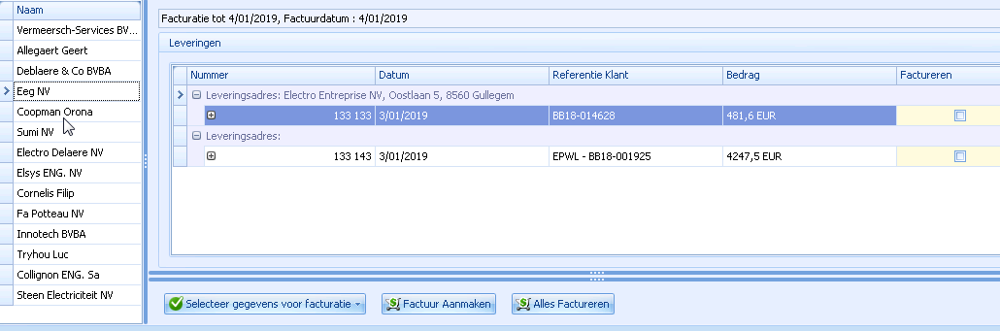 Naam
Vermeersch-Services BV...
Allegaert Geert
Deblaere & Co BVBA
Eeg NV
Coopman Orona
Sumi NV
Electro Delaere NV
Elsys ENG. NV
Cornelis Filip
Fa Potteau NV
Innotech BVBA
Tryhou Luc
Collignon ENG. Sa
Steen Electriciteit NV
Facturatie tot 4/01/2019, Factuurdatum : 4/01/2019
Leveringen
Nummer Datum Referentie Klant Bedrag Factureren
Leveringsadres: Electro Entreprise NV, Oostlaan 5, 8560 Gullegem
133 133 3/01/2019 BB18-014628 481,6 EUR
Leveringsadres:
133 143 3/01/2019 EPWL - BB18-001925 4247,5 EUR
Selecteer gegevens voor facturatie Factuur Aanmaken Alles Factureren